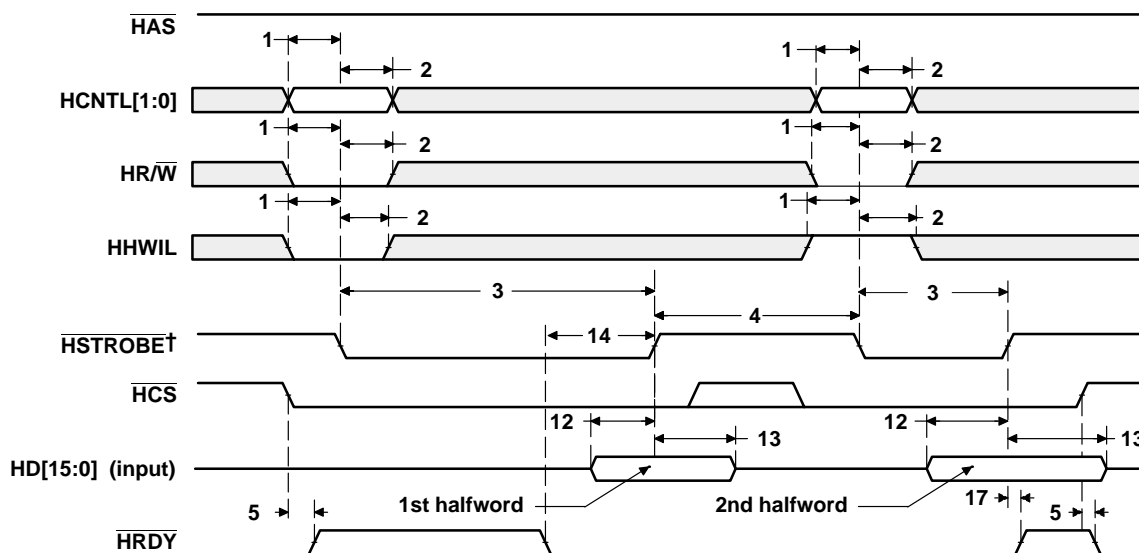 HAS
1
2
1
2
HCNTL[1:0]
1
2
1
2
HR/W
1
2
1
2
HHWIL
3
4
3
HSTROBE†
14
HCS
12
13
12
13
HD[15:0] (input)
1st halfword
2nd halfword
5
17
5
HRDY